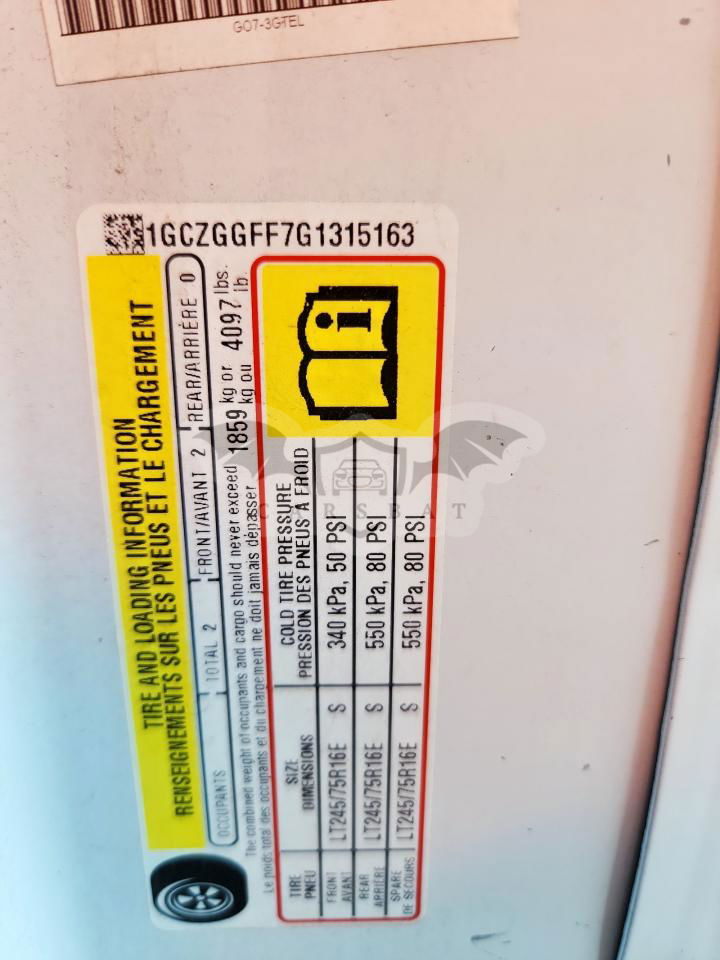 GO7-3GTEL
1GCZGGFF7G1315163
TIRE AND LOADING INFORMATION
RENSEIGNEMENTS SUR LES PNEUS ET LE CHARGEMENT
OCCUPANTS TOTAL 2 FRONT/AVANT 2 REAR/ARRIÈRE 0
The combined weight of occupants and cargo should never exceed 1859 kg or 4097 lbs.
Le poids total des occupants et du chargement ne doit jamais dépasser kg ou lb.
TIRE SIZE COLD TIRE PRESSURE
PNEU DIMENSIONS PRESSION DES PNEUS À FROID
FRONT
AVANT LT245/75R16E S 340 kPa, 50 PSI
REAR
ARRIÈRE LT245/75R16E S 550 kPa, 80 PSI
SPARE
DE SECOURS LT245/75R16E S 550 kPa, 80 PSI
CARSBAT